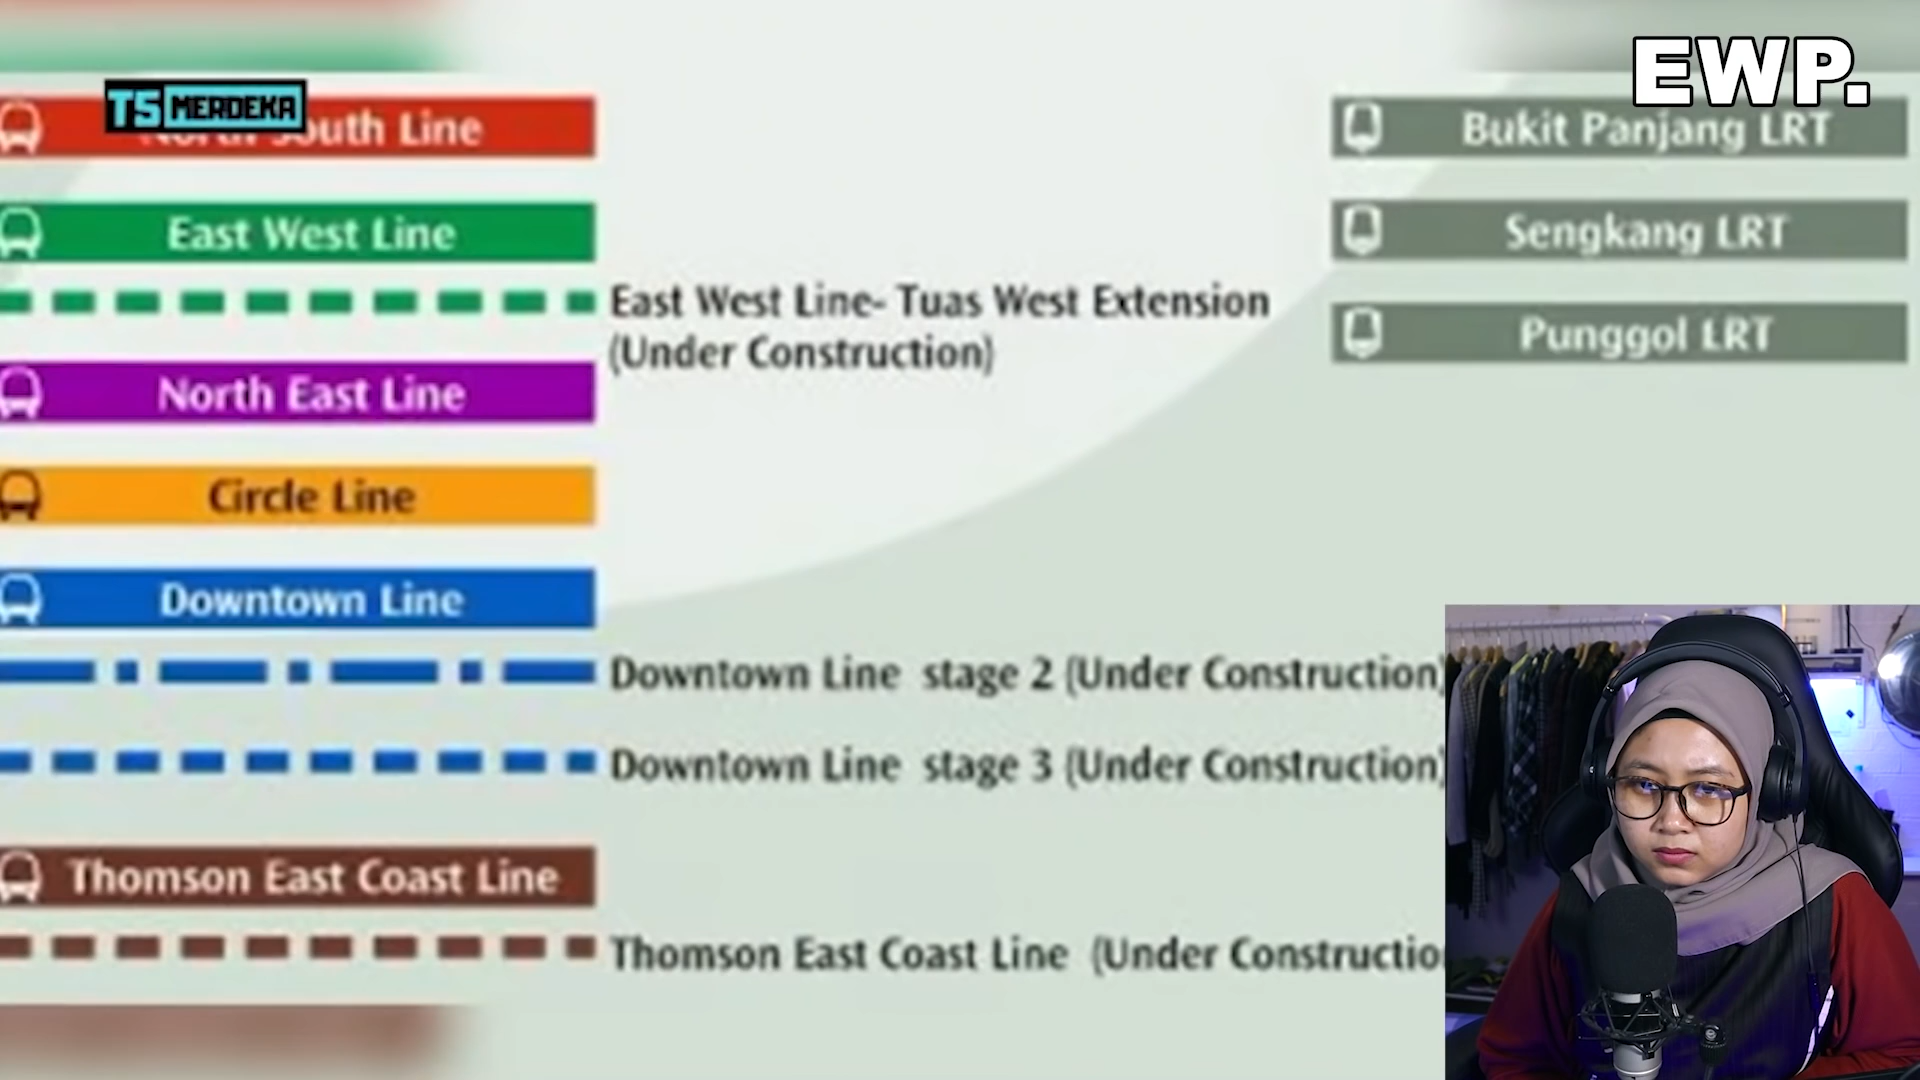 TS MERDEKA
EWP.
North South Line
East West Line
East West Line- Tuas West Extension
(Under Construction)
North East Line
Circle Line
Downtown Line
Downtown Line stage 2 (Under Construction)
Downtown Line stage 3 (Under Construction)
Thomson East Coast Line
Thomson East Coast Line (Under Constructio
Bukit Panjang LRT
Sengkang LRT
Punggol LRT